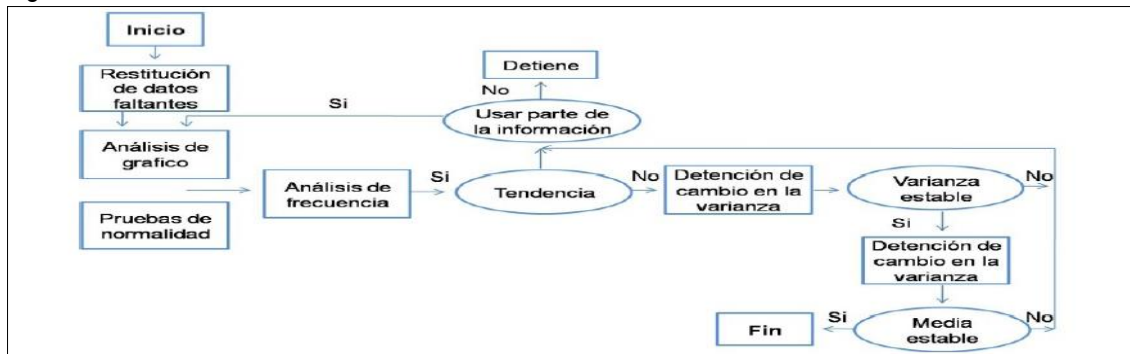 Inicio
Restitución
de datos
faltantes
Análisis de
grafico
Pruebas de
normalidad
Análisis de
frecuencia
Si
Tendencia
Si
Usar parte de
la información
No
Detiene
No
Detención de
cambio en la
varianza
Varianza
estable
No
Si
Detención de
cambio en la
varianza
Media
estable
No
Si
Fin